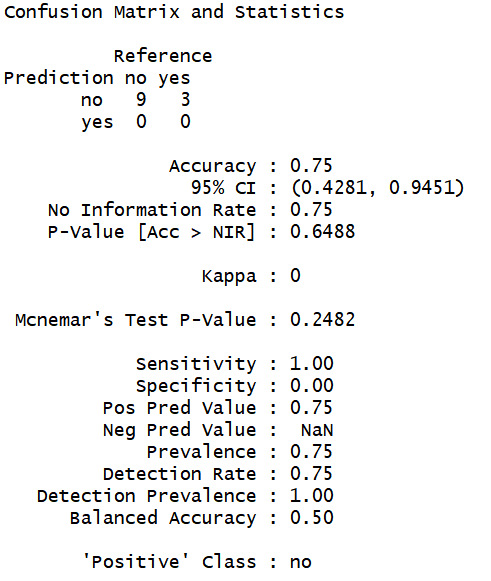 Confusion Matrix and Statistics
Reference
Prediction no yes
no 9 3
yes 0 0
Accuracy : 0.75
95% CI : (0.4281, 0.9451)
No Information Rate : 0.75
P-Value [Acc > NIR] : 0.6488
Kappa : 0
Mcnemar's Test P-Value : 0.2482
Sensitivity : 1.00
Specificity : 0.00
Pos Pred Value : 0.75
Neg Pred Value : NaN
Prevalence : 0.75
Detection Rate : 0.75
Detection Prevalence : 1.00
Balanced Accuracy : 0.50
'Positive' Class : no